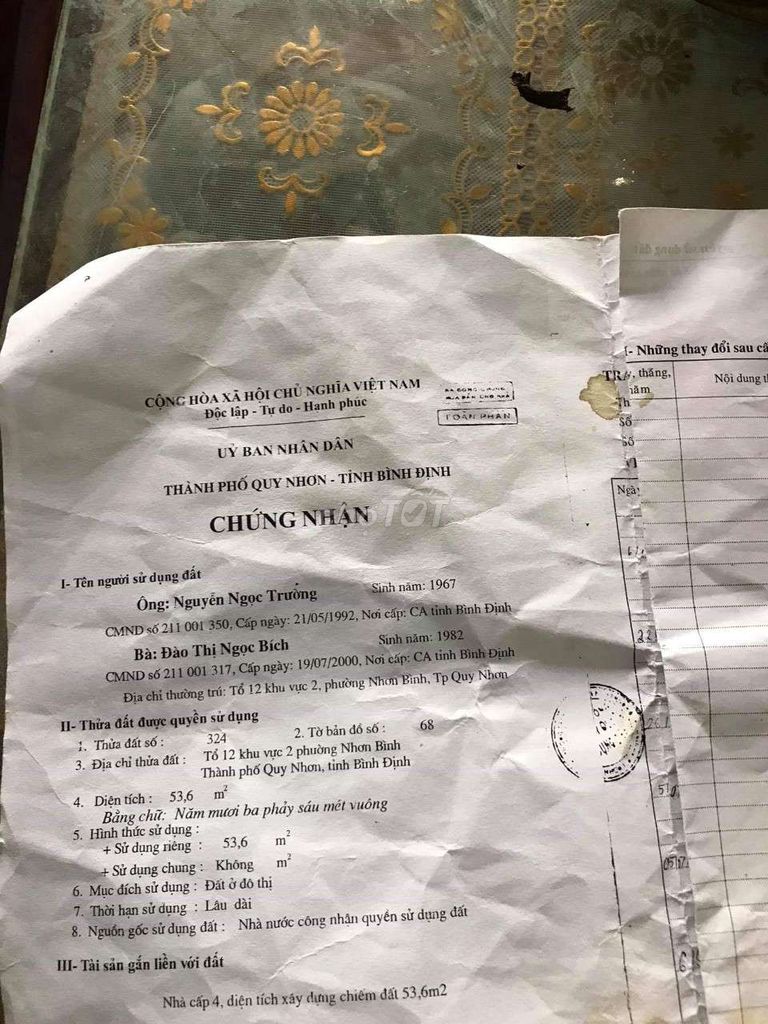 CỘNG HÒA XÃ HỘI CHỦ NGHĨA VIỆT NAM
Độc lập - Tự do - Hạnh phúc
TOÀN PHẦN
UỶ BAN NHÂN DÂN
THÀNH PHỐ QUY NHƠN - TỈNH BÌNH ĐỊNH
CHỨNG NHẬN
TỐT
I- Tên người sử dụng đất
Ông: Nguyễn Ngọc Trưởng Sinh năm: 1967
CMND số 211 001 350, Cấp ngày: 21/05/1992, Nơi cấp: CA tỉnh Bình Định
Bà: Đào Thị Ngọc Bích Sinh năm: 1982
CMND số 211 001 317, Cấp ngày: 19/07/2000, Nơi cấp: CA tỉnh Bình Định
Địa chỉ thường trú: Tổ 12 khu vực 2, phường Nhơn Bình, Tp Quy Nhơn
II- Thửa đất được quyền sử dụng
1. Thửa đất số : 324 2. Tờ bản đồ số : 68
3. Địa chỉ thửa đất : Tổ 12 khu vực 2 phường Nhơn Bình
Thành phố Quy Nhơn, tỉnh Bình Định
4. Diện tích : 53,6 m2
Bằng chữ: Năm mươi ba phảy sáu mét vuông
5. Hình thức sử dụng :
+ Sử dụng riêng : 53,6 m2
+ Sử dụng chung : Không m2
6. Mục đích sử dụng : Đất ở đô thị
7. Thời hạn sử dụng : Lâu dài
8. Nguồn gốc sử dụng đất : Nhà nước công nhận quyền sử dụng đất
III- Tài sản gắn liền với đất
Nhà cấp 4, diện tích xây dựng chiếm đất 53,6m2
- Những thay đổi sau cấ
, tháng,
năm
Nội dung t
TRA
Th
Số
Số
Ngày